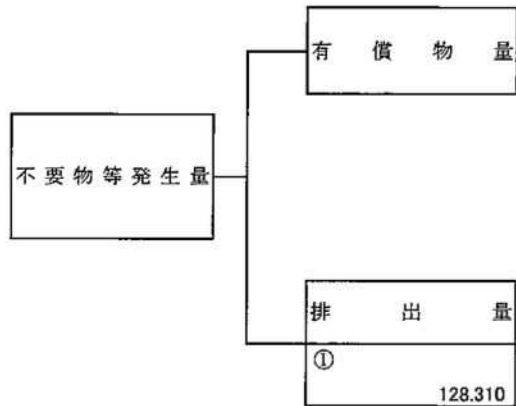 有償物量
不要物等発生量
排出量
①
128.310